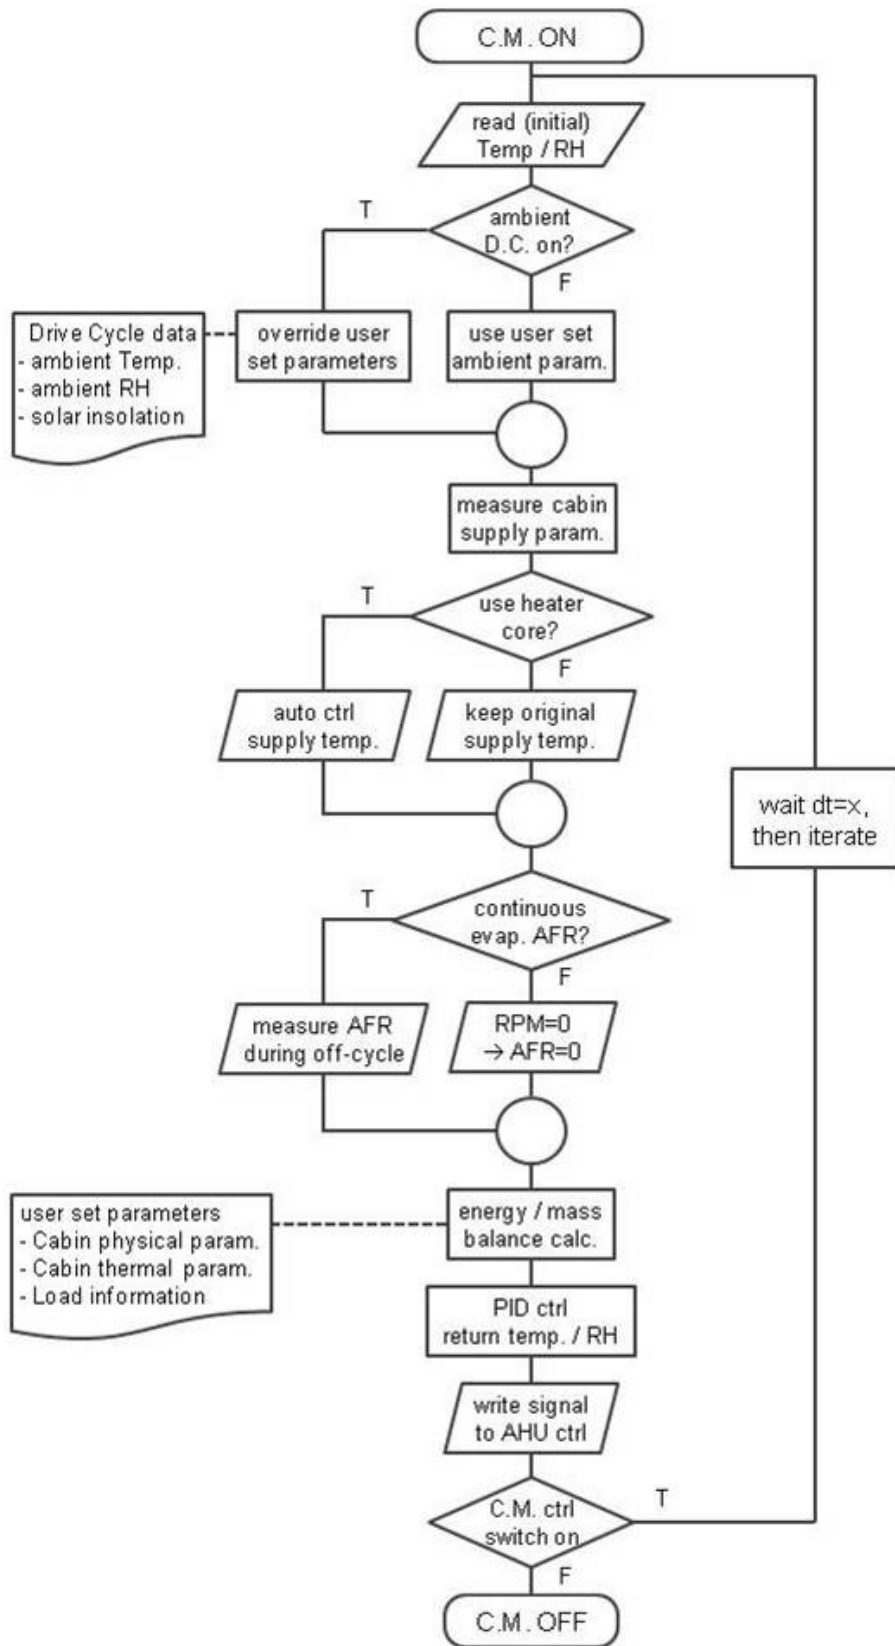 C.M. ON
read (initial)
Temp / RH
T
ambient
D.C. on?
F
Drive Cycle data
- ambient Temp.
- ambient RH
- solar insolation
override user
set parameters
use user set
ambient param.
measure cabin
supply param.
T
use heater
core?
F
auto ctrl
supply temp.
keep original
supply temp.
wait dt=x,
then iterate
T
continuous
evap. AFR?
F
measure AFR
during off-cycle
RPM=0
→ AFR=0
user set parameters
- Cabin physical param.
- Cabin thermal param.
- Load information
energy / mass
balance calc.
PID ctrl
return temp. / RH
write signal
to AHU ctrl
C.M. ctrl
switch on
T
F
C.M. OFF